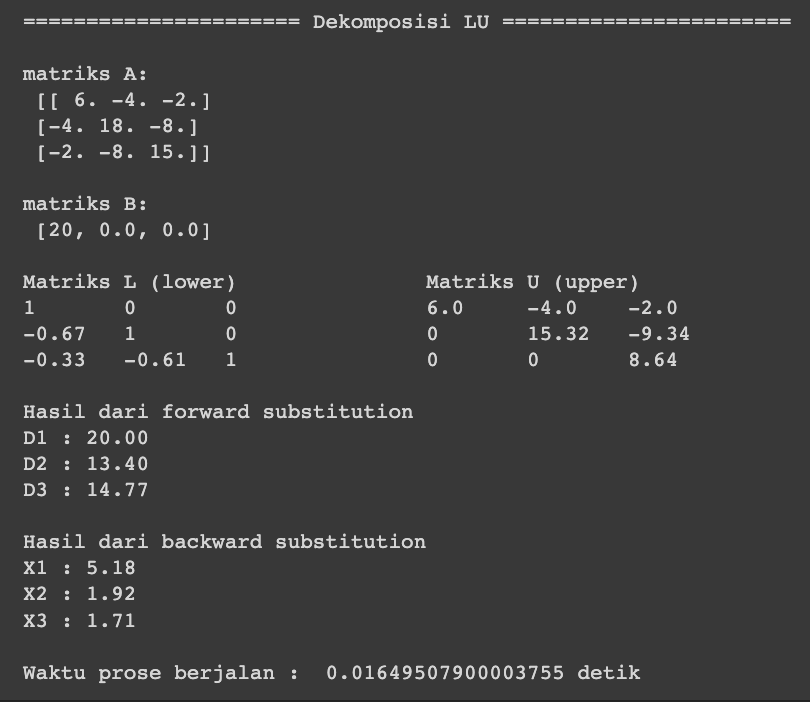 ====================== Dekomposisi LU =======================
matriks A:
[[ 6. -4. -2.]
[-4. 18. -8.]
[-2. -8. 15.]]
matriks B:
[20, 0.0, 0.0]
Matriks L (lower) Matriks U (upper)
1 0 0 6.0 -4.0 -2.0
-0.67 1 0 0 15.32 -9.34
-0.33 -0.61 1 0 0 8.64
Hasil dari forward substitution
D1 : 20.00
D2 : 13.40
D3 : 14.77
Hasil dari backward substitution
X1 : 5.18
X2 : 1.92
X3 : 1.71
Waktu prose berjalan : 0.01649507900003755 detik